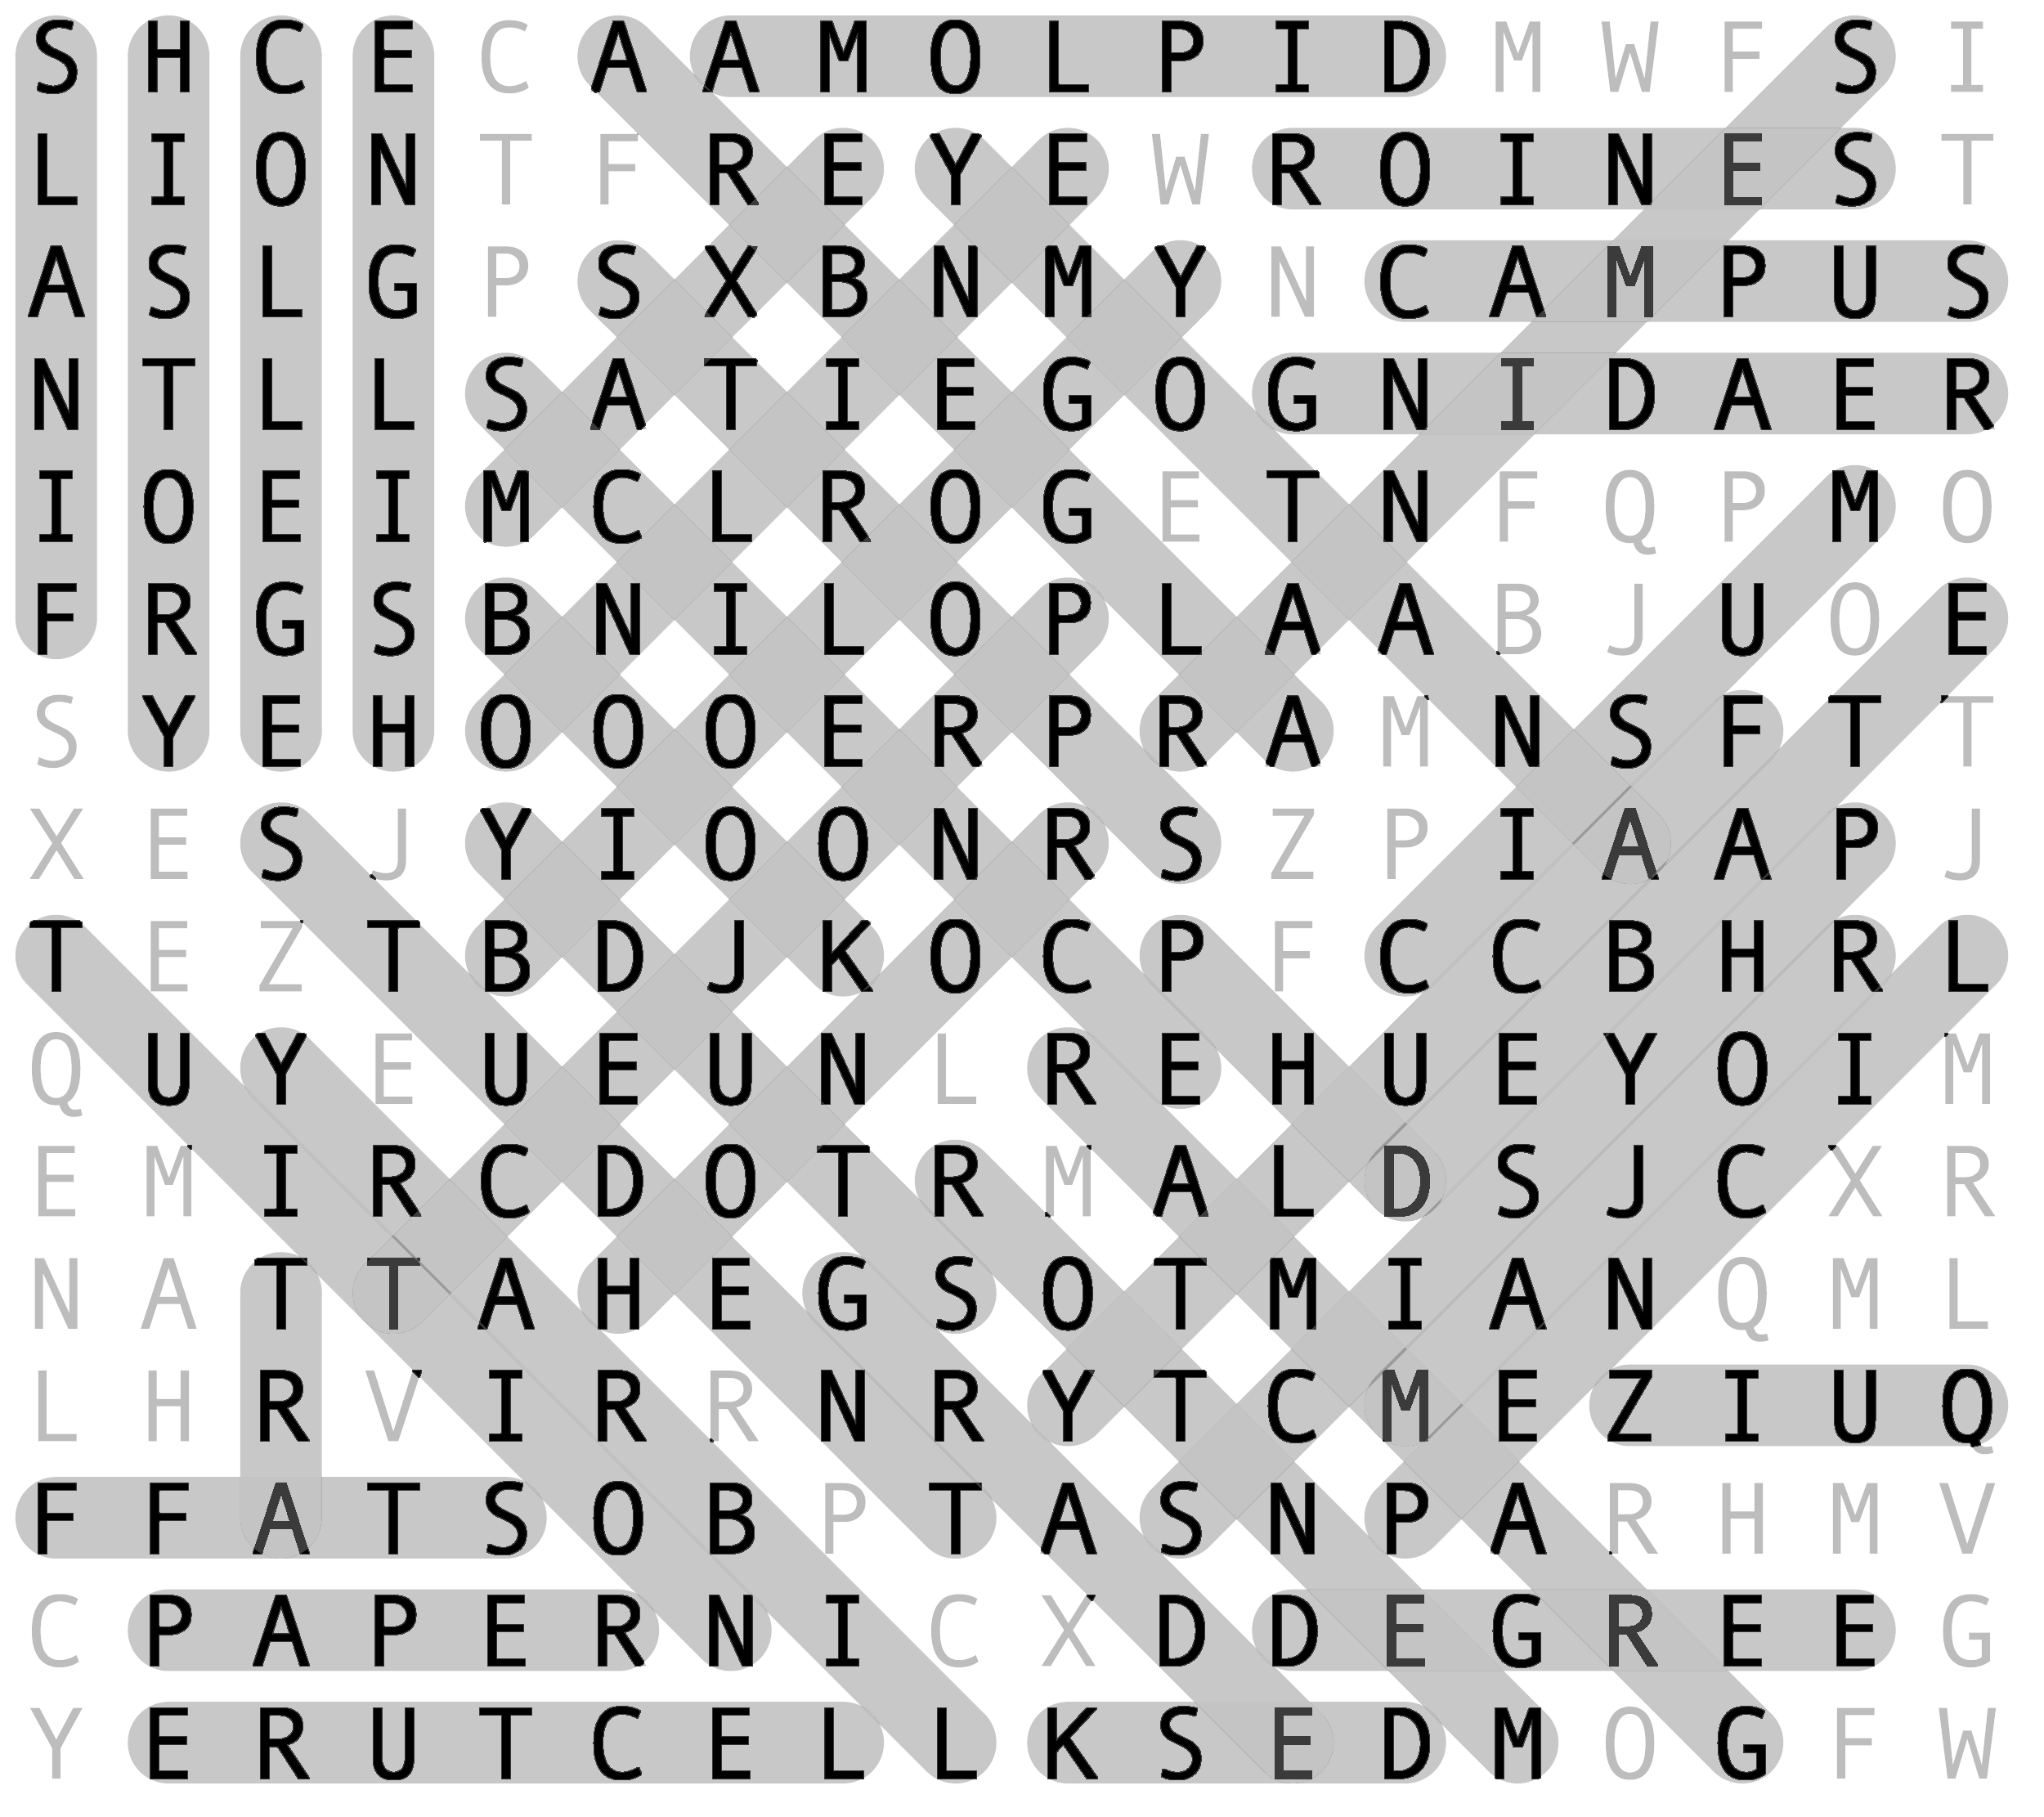 S H C E C A A M O L P I D M W F S I
L I O N T F R E Y E W R O I N E S T
A S L G P S X B N M Y N C A M P U S
N T L L S A T I E G O G N I D A E R
I O E I M C L R O G E T N F Q P M O
F R G S B N I L O P L A A B J U O E
S Y E H O O O E R P R A M N S F T T
X E S J Y I O O N R S Z P I A A P J
T E Z T B D J K O C P F C C B H R L
Q U Y E U E U N L R E H U E Y O I M
E M I R C D O T R M A L D S J C X R
N A T T A H E G S O T M I A N Q M L
L H R V I R R N R Y T C M E Z I U Q
F F A T S O B P T A S N P A R H M V
C P A P E R N I C X D D E G R E E G
Y E R U T C E L L K S E D M O G F W